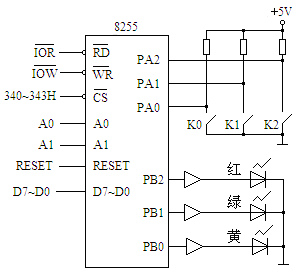 +5V
8255
IOR RD
IOW WR PA2
340~343H CS PA1
PA0
A0 A0 K0 K1 K2
A1 A1
RESET RESET
D7~D0 D7~D0 PB2 红
PB1 绿
PB0 黄